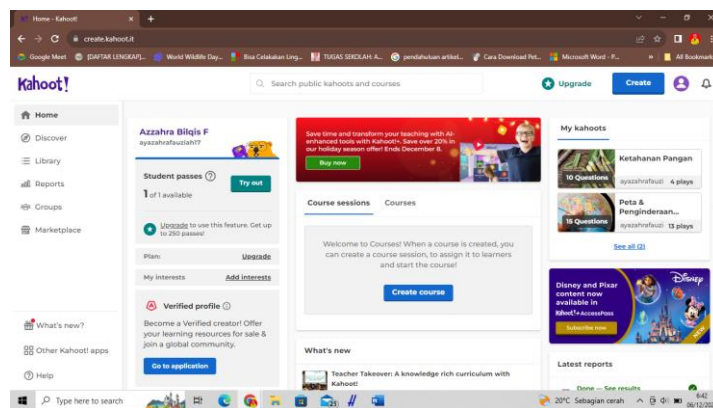 Home - Kahoot!
create.kahoot.it
Google Meet
[DAFTAR LENGKAP]...
World Wildlife Day...
Bisa Celakakan Ling...
TUGAS SEKOLAH: A...
pendahuluan artikel...
Cara Download Pet...
Microsoft Word - P...
All Bookmark
Kahoot!
Search public kahoots and courses
Upgrade
Create
Home
Discover
Library
Reports
Groups
Marketplace
What's new?
Other Kahoot! apps
Help
Azzahra Bilqis F
ayazahrafauziah17
Student passes
1 of 1 available
Try out
Upgrade to use this feature. Get up
to 250 passes!
Plan:
Upgrade
My interests
Add interests
Verified profile
Become a Verified creator! Offer
your learning resources for sale &
join a global community.
Go to application
Save time and transform your teaching with AI-
enhanced tools with Kahoot!+. Save over 20% in
our holiday season offer! Ends December 8.
Buy now
Course sessions
Courses
Welcome to Courses! When a course is created, you
can create a course session, to assign it to learners
and start the course!
Create course
What's new
Teacher Takeover: A knowledge rich curriculum with
Kahoot!
My kahoots
10 Questions
Ketahanan Pangan
ayazahrafauzi
4 plays
15 Questions
Peta &
Penginderaan...
ayazahrafauzi
13 plays
See all (2)
Disney and Pixar
content now
available in
Kahoot!+ AccessPass
Subscribe now
Disney
NEW
Latest reports
Done — See results
Type here to search
20°C Sebagian cerah
6:42
06/12/202